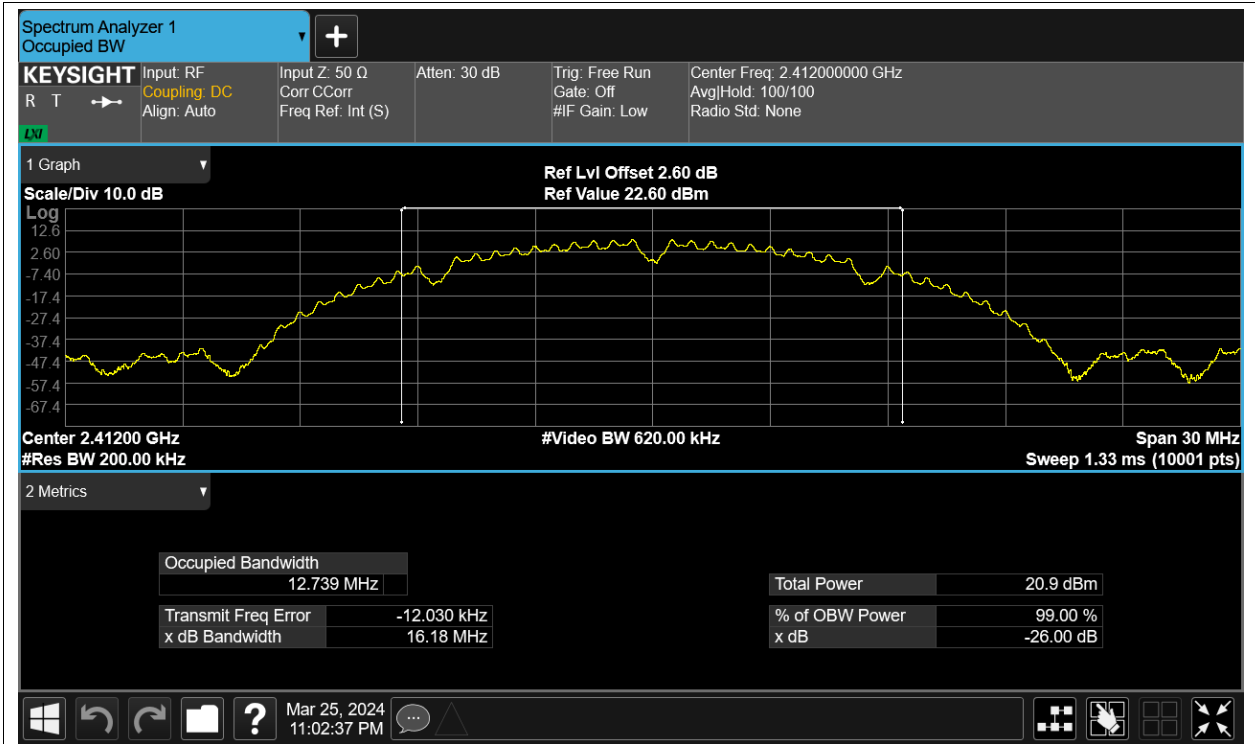 Spectrum Analyzer 1
Occupied BW
KEYSIGHT
R T
LXI
Input: RF
Coupling: DC
Align: Auto
Input Z: 50 Ω
Corr CCorr
Freq Ref: Int (S)
Atten: 30 dB
Trig: Free Run
Gate: Off
#IF Gain: Low
Center Freq: 2.412000000 GHz
Avg|Hold: 100/100
Radio Std: None
1 Graph
Scale/Div 10.0 dB
Ref Lvl Offset 2.60 dB
Ref Value 22.60 dBm
Log
12.6
2.60
-7.40
-17.4
-27.4
-37.4
-47.4
-57.4
-67.4
Center 2.41200 GHz
#Res BW 200.00 kHz
#Video BW 620.00 kHz
Span 30 MHz
Sweep 1.33 ms (10001 pts)
2 Metrics
Occupied Bandwidth
12.739 MHz
Transmit Freq Error -12.030 kHz
x dB Bandwidth 16.18 MHz
Total Power 20.9 dBm
% of OBW Power 99.00 %
x dB -26.00 dB
?
Mar 25, 2024
11:02:37 PM